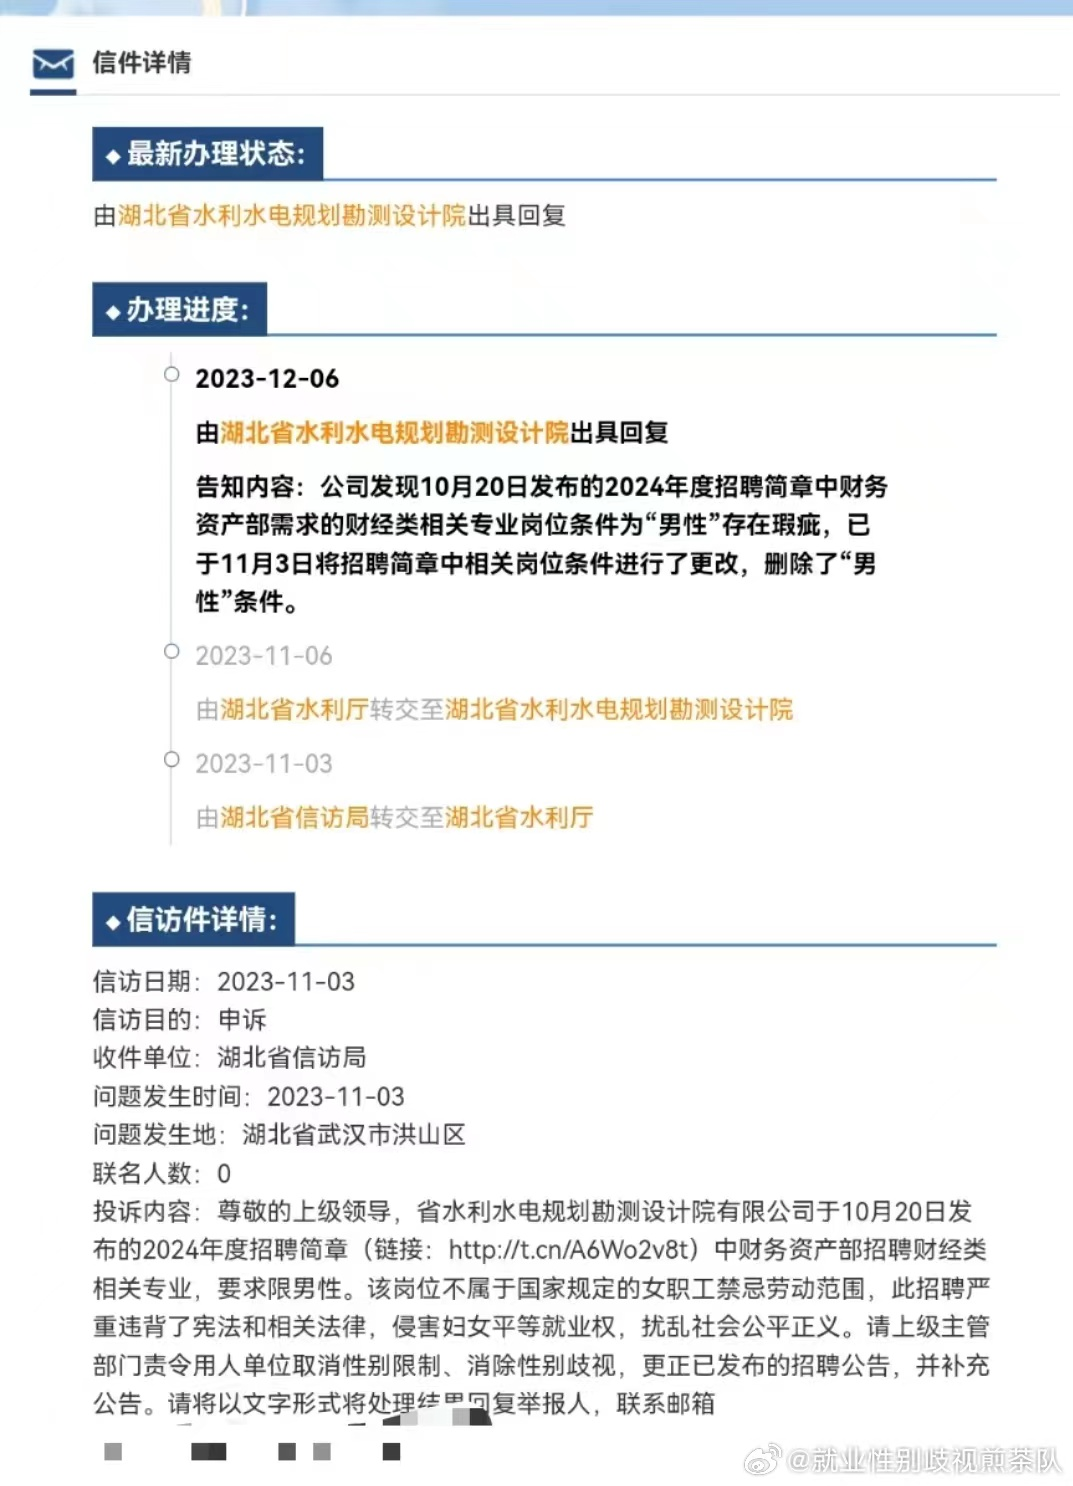 信件详情
◆最新办理状态：
由湖北省水利水电规划勘测设计院出具回复
◆办理进度：
2023-12-06
由湖北省水利水电规划勘测设计院出具回复
告知内容：公司发现10月20日发布的2024年度招聘简章中财务
资产部需求的财经类相关专业岗位条件为“男性”存在瑕疵，已
于11月3日将招聘简章中相关岗位条件进行了更改，删除了“男
性”条件。
2023-11-06
由湖北省水利厅转交至湖北省水利水电规划勘测设计院
2023-11-03
由湖北省信访局转交至湖北省水利厅
◆信访件详情：
信访日期：2023-11-03
信访目的：申诉
收件单位：湖北省信访局
问题发生时间：2023-11-03
问题发生地：湖北省武汉市洪山区
联名人数：0
投诉内容：尊敬的上级领导，省水利水电规划勘测设计院有限公司于10月20日发
布的2024年度招聘简章（链接：http://t.cn/A6Wo2v8t）中财务资产部招聘财经类
相关专业，要求限男性。该岗位不属于国家规定的女职工禁忌劳动范围，此招聘严
重违背了宪法和相关法律，侵害妇女平等就业权，扰乱社会公平正义。请上级主管
部门责令用人单位取消性别限制、消除性别歧视，更正已发布的招聘公告，并补充
公告。请将以文字形式将处理结果回复举报人，联系邮箱
@就业性别歧视煎茶队